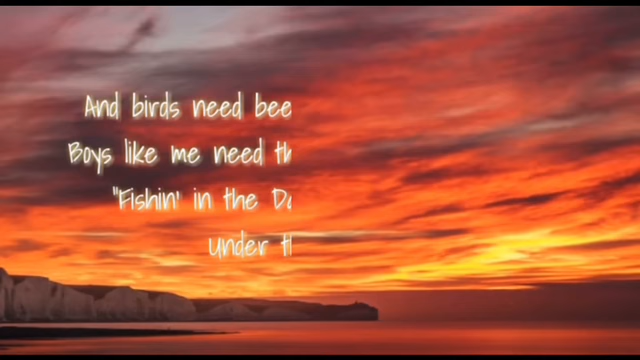 And birds need bee
Boys like me need th
"Fishin' in the Da
Under th